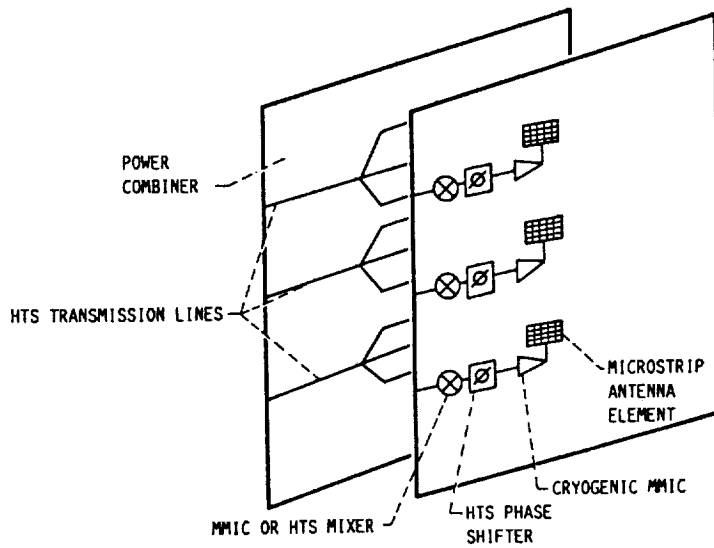 POWER
COMBINER
HTS TRANSMISSION LINES
MICROSTRIP
ANTENNA
ELEMENT
CRYOGENIC MMIC
MMIC OR HTS MIXER
HTS PHASE
SHIFTER